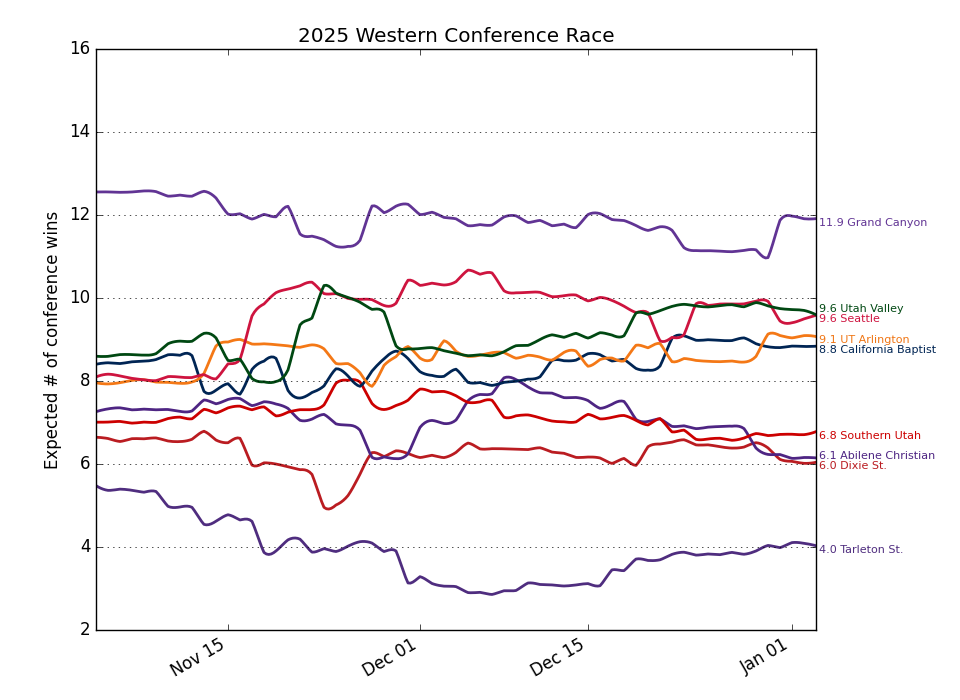 2025 Western Conference Race
Expected # of conference wins
16
14
12
10
8
6
4
2
Nov 15
Dec 01
Dec 15
Jan 01
11.9 Grand Canyon
9.6 Utah Valley
9.6 Seattle
9.1 UT Arlington
8.8 California Baptist
6.8 Southern Utah
6.1 Abilene Christian
6.0 Dixie St.
4.0 Tarleton St.